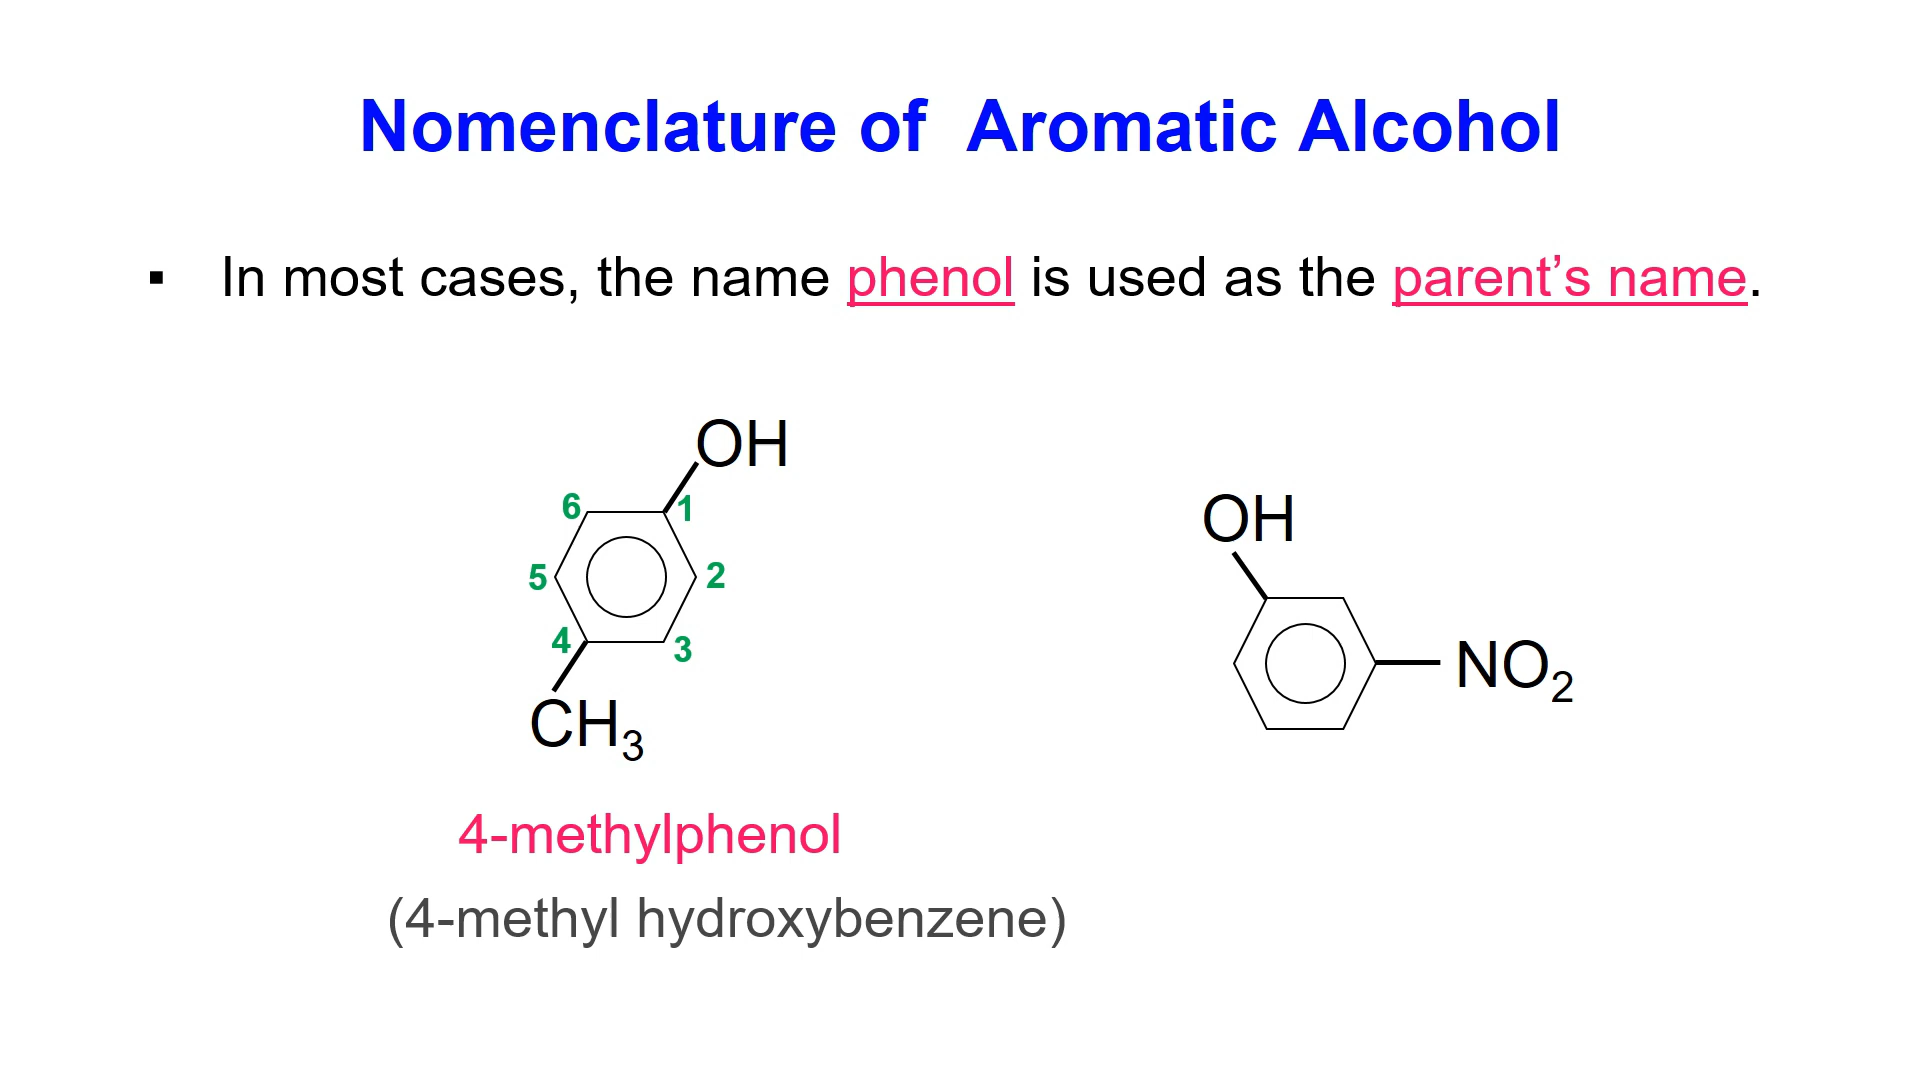 Nomenclature of  Aromatic Alcohol
▪ In most cases, the name phenol is used as the parent’s name.
OH
6 1
5 2
4 3
CH₃
OH
NO₂
4-methylphenol
(4-methyl hydroxybenzene)